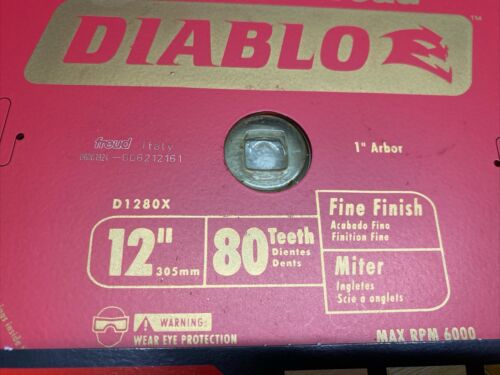 DIABLO
TM
freud italy
1" Arbor
D1280X
12"
305mm
80 Teeth
Dientes
Dents
Fine Finish
Acabado Fino
Finition Fine
Miter
Ingletes
Scie à onglets
WARNING:
WEAR EYE PROTECTION
MAX RPM 6000